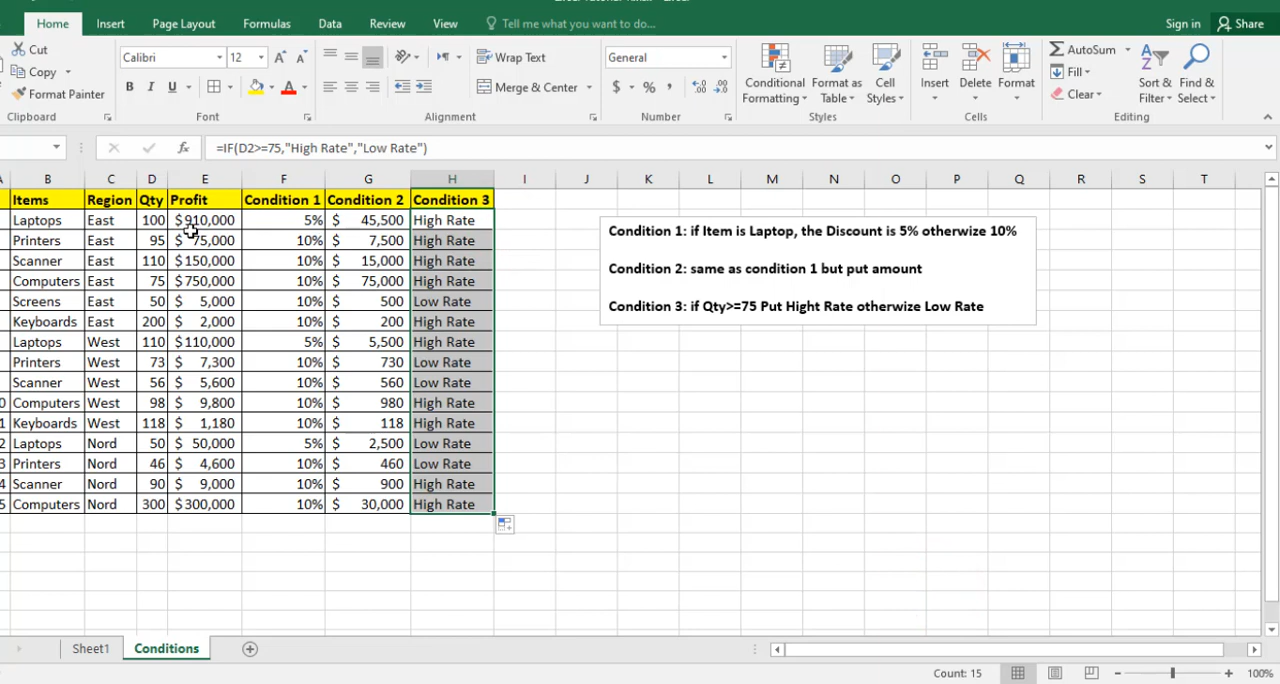 Home Insert Page Layout Formulas Data Review View Tell me what you want to do... Sign in Share
Cut
Copy
Format Painter
Clipboard
Calibri 12
B I U
Font
Wrap Text
Merge & Center
Alignment
General
$ % ,
Number
Conditional Formatting
Format as Table
Cell Styles
Styles
Insert Delete Format
Cells
AutoSum
Fill
Clear
Sort & Filter
Find & Select
Editing
fx =IF(D2>=75,"High Rate","Low Rate")
B C D E F G H I J K L M N O P Q R S T
Items Region Qty Profit Condition 1 Condition 2 Condition 3
Laptops East 100 $910,000 5% $ 45,500 High Rate
Printers East 95 $ 75,000 10% $ 7,500 High Rate
Scanner East 110 $150,000 10% $ 15,000 High Rate
Computers East 75 $750,000 10% $ 75,000 High Rate
Screens East 50 $ 5,000 10% $ 500 Low Rate
Keyboards East 200 $ 2,000 10% $ 200 High Rate
Laptops West 110 $110,000 5% $ 5,500 High Rate
Printers West 73 $ 7,300 10% $ 730 Low Rate
Scanner West 56 $ 5,600 10% $ 560 Low Rate
0 Computers West 98 $ 9,800 10% $ 980 High Rate
1 Keyboards West 118 $ 1,180 10% $ 118 High Rate
2 Laptops Nord 50 $ 50,000 5% $ 2,500 Low Rate
3 Printers Nord 46 $ 4,600 10% $ 460 Low Rate
4 Scanner Nord 90 $ 9,000 10% $ 900 High Rate
5 Computers Nord 300 $300,000 10% $ 30,000 High Rate
Condition 1: if Item is Laptop, the Discount is 5% otherwize 10%
Condition 2: same as condition 1 but put amount
Condition 3: if Qty>=75 Put Hight Rate otherwize Low Rate
Sheet1 Conditions
Count: 15 100%